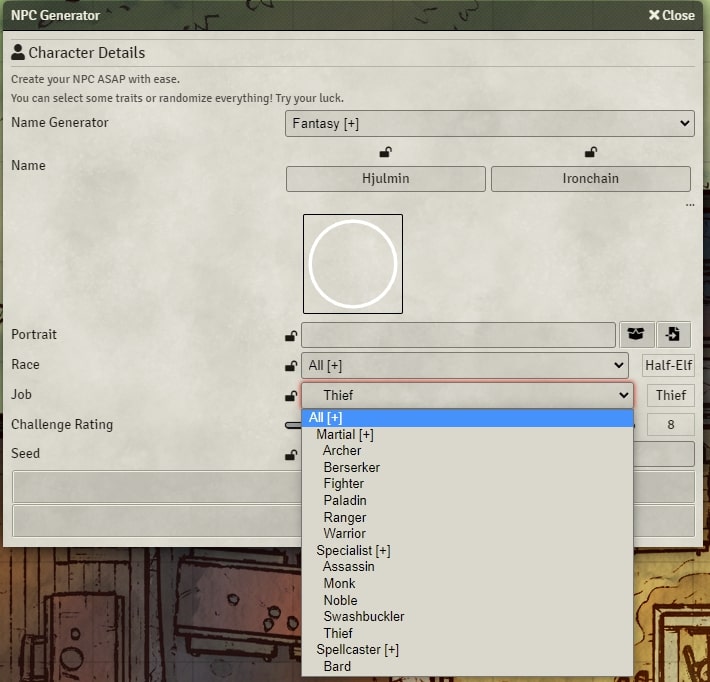 NPC Generator
Close
Character Details
Create your NPC ASAP with ease.
You can select some traits or randomize everything! Try your luck.
Name Generator
Fantasy [+]
Name
Hjulmin
Ironchain
...
Portrait
Race
All [+]
Half-Elf
Job
Thief
Thief
Challenge Rating
8
Seed
All [+]
Martial [+]
Archer
Berserker
Fighter
Paladin
Ranger
Warrior
Specialist [+]
Assassin
Monk
Noble
Swashbuckler
Thief
Spellcaster [+]
Bard